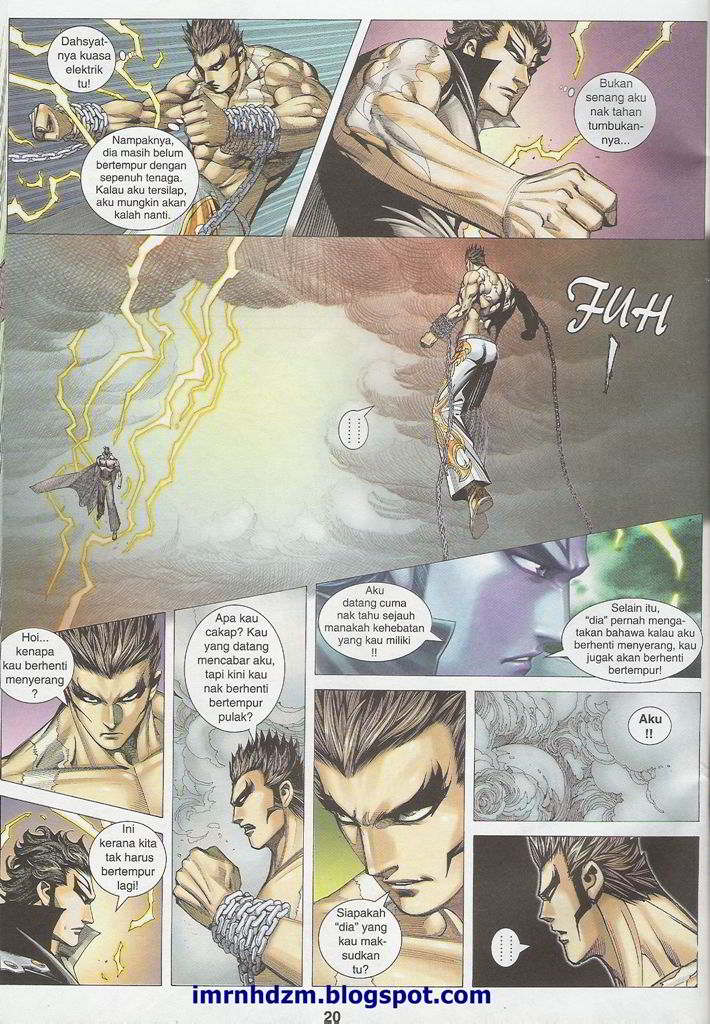 Dahsyat-
nya kuasa
elektrik
tu!
Nampaknya,
dia masih belum
bertempur dengan
sepenuh tenaga.
Kalau aku tersilap,
aku mungkin akan
kalah nanti.
Bukan
senang aku
nak tahan
tumbukan-
nya...
FUH
!
Hoi...
kenapa
kau berhenti
menyerang
?
Apa kau
cakap? Kau
yang datang
mencabar aku,
tapi kini kau
nak berhenti
pulak?
Aku
datang cuma
nak tahu sejauh
manakah kehebatan
yang kau miliki
!!
Selain itu,
“dia” pernah menga-
takan bahawa kalau aku
berhenti menyerang, kau
jugak akan berhenti
bertempur!
Ini
kerana kita
tak harus
bertempur
lagi!
Siapakah
“dia” yang
kau mak-
sudkan
tu?
Aku
!!
imrnhdzm.blogspot.com
20